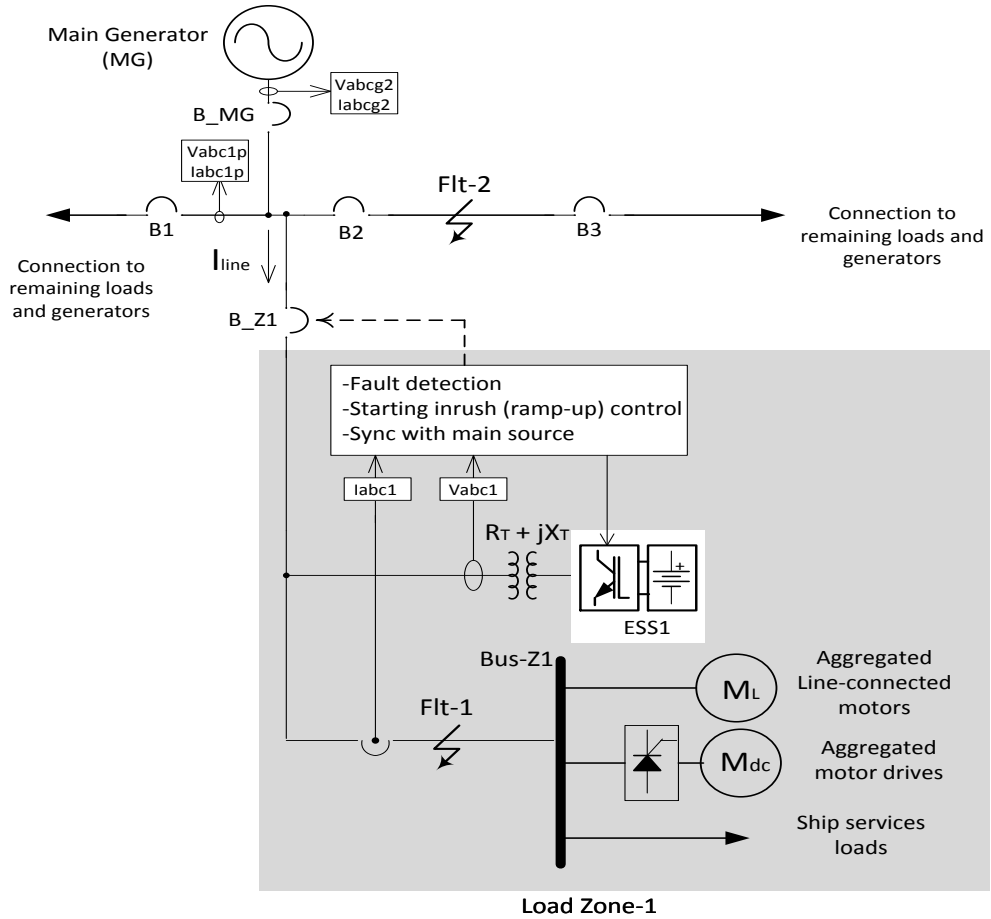 Main Generator
(MG)
Vabcg2
Iabcg2
B_MG
Vabc1p
Iabc1p
Flt-2
B1
B2
B3
Iline
Connection to
remaining loads
and generators
Connection to
remaining loads and
generators
B_Z1
-Fault detection
-Starting inrush (ramp-up) control
-Sync with main source
Iabc1
Vabc1
RT + jXT
+
ESS1
Bus-Z1
Flt-1
ML
Aggregated
Line-connected
motors
Mdc
Aggregated
motor drives
Ship services
loads
Load Zone-1